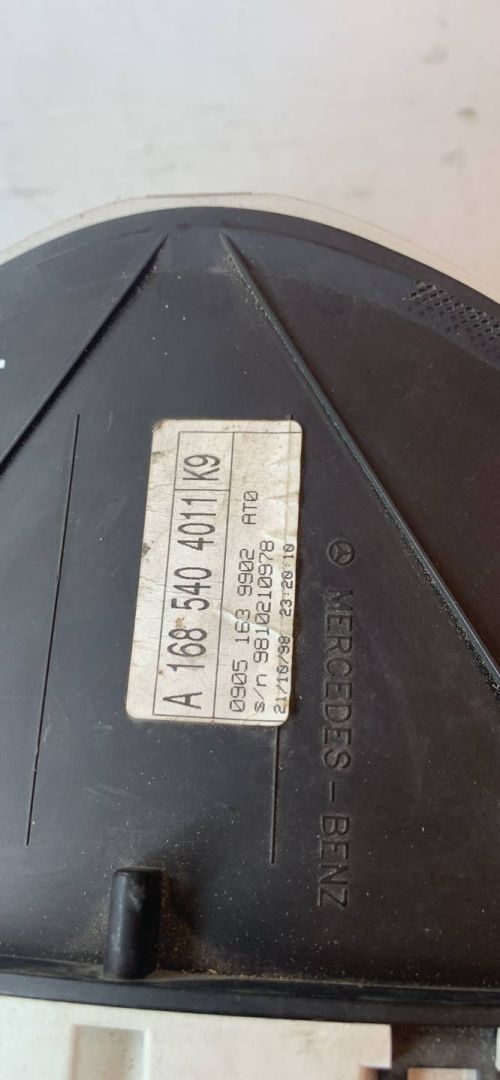 A 168 540 4011 K9
0905 163 9902 AT0
s/n 9810210978
21/10/98 23:20:10
MERCEDES-BENZ